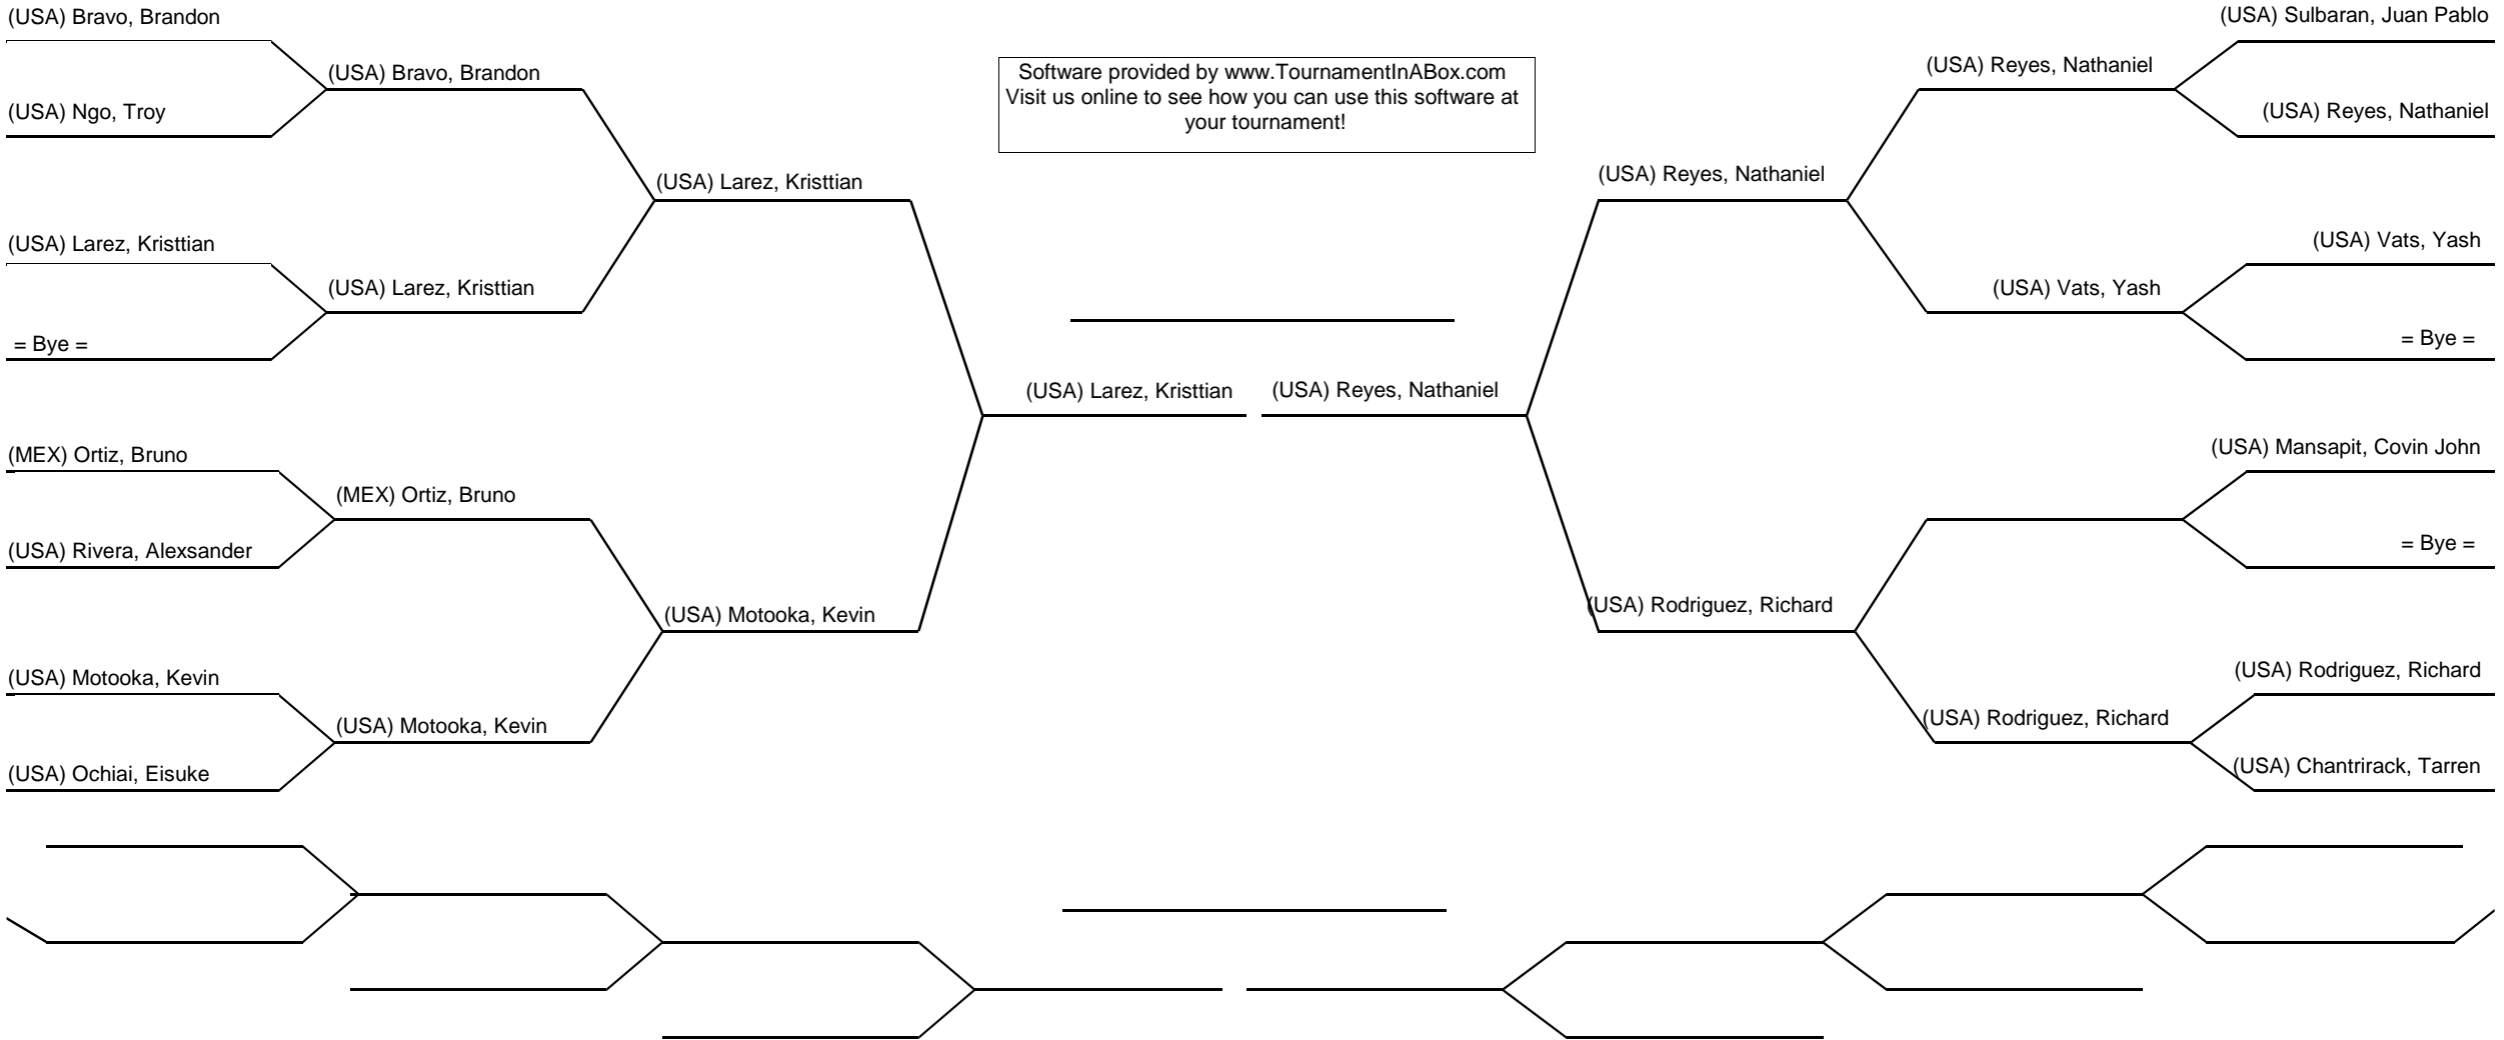 (USA) Bravo, Brandon
(USA) Ngo, Troy
(USA) Larez, Kristtian
= Bye =
(MEX) Ortiz, Bruno
(USA) Rivera, Alexsander
(USA) Motooka, Kevin
(USA) Ochiai, Eisuke
(USA) Bravo, Brandon
(USA) Larez, Kristtian
(MEX) Ortiz, Bruno
(USA) Motooka, Kevin
(USA) Larez, Kristtian
(USA) Motooka, Kevin
Software provided by www.TournamentInABox.com
Visit us online to see how you can use this software at
your tournament!
(USA) Larez, Kristtian
(USA) Reyes, Nathaniel
(USA) Reyes, Nathaniel
(USA) Rodriguez, Richard
(USA) Reyes, Nathaniel
(USA) Vats, Yash
(USA) Rodriguez, Richard
(USA) Sulbaran, Juan Pablo
(USA) Reyes, Nathaniel
(USA) Vats, Yash
= Bye =
(USA) Mansapit, Covin John
= Bye =
(USA) Rodriguez, Richard
(USA) Chantrirack, Tarren